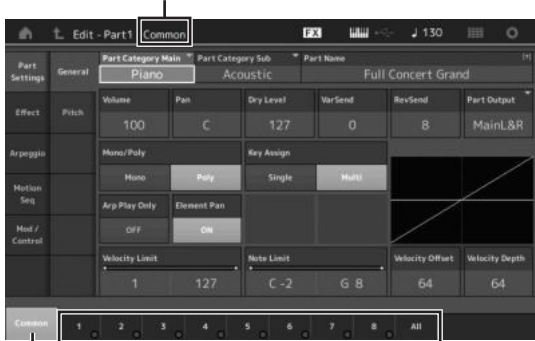 Edit - Part1 Common FX 130
Part Settings General Part Category Main Part Category Sub Part Name
Piano Acoustic Full Concert Grand
Effect Pitch Volume Pan Dry Level VarSend RevSend Part Output
100 C 127 0 8 MainL&R
Arpeggio Mono/Poly Key Assign
Mono Poly Single Multi
Motion Seq
Arp Play Only Element Pan
Mod / Control OFF ON
Velocity Limit Note Limit Velocity Offset Velocity Depth
1 127 C -2 G 8 64 64
Common 1 2 3 4 5 6 7 8 All